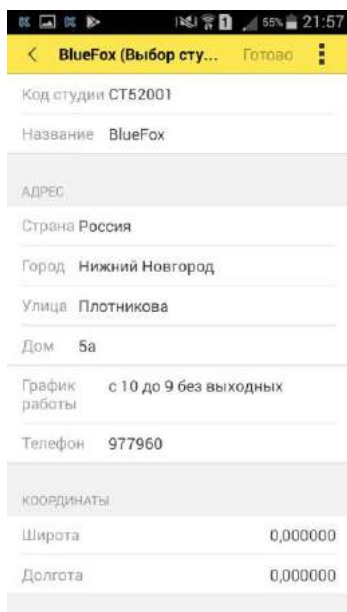 1 55% 21:57
BlueFox (Выбор сту... Готово
Код студии СТ52001
Название BlueFox
АДРЕС
Страна Россия
Город Нижний Новгород
Улица Плотникова
Дом 5а
График работы с 10 до 9 без выходных
Телефон 977960
КООРДИНАТЫ
Широта 0,000000
Долгота 0,000000